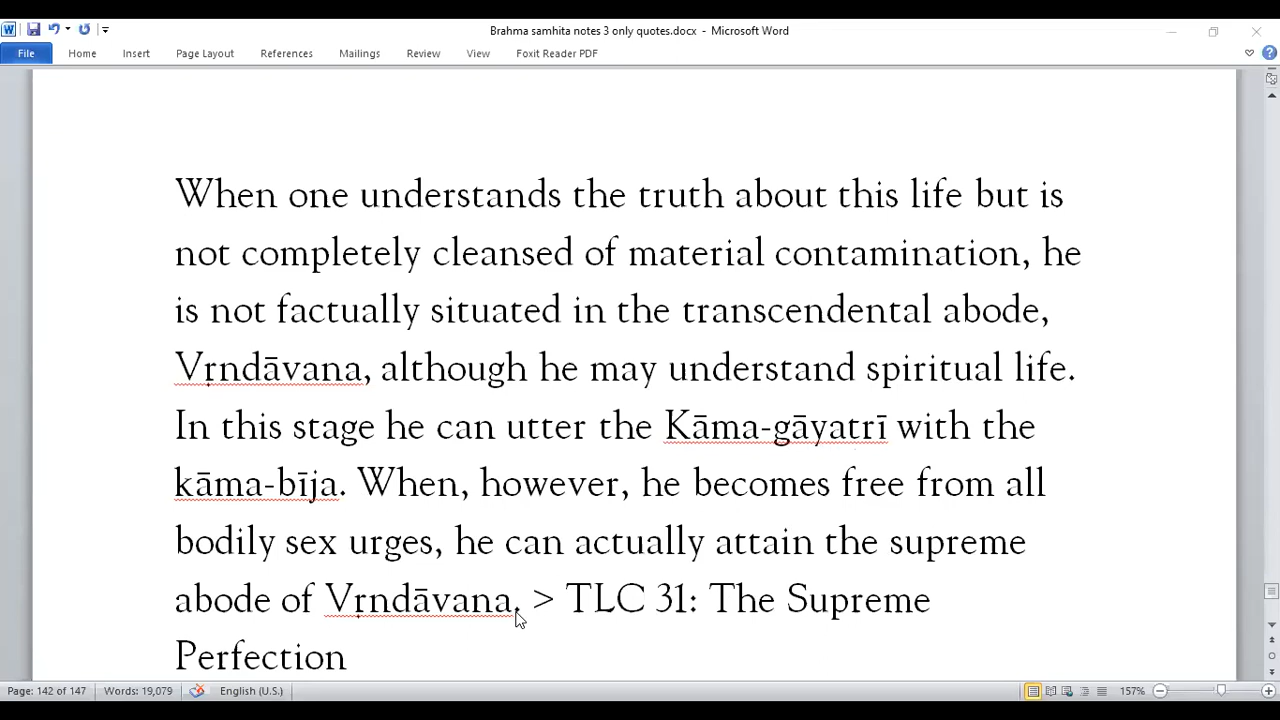 Brahma samhita notes 3 only quotes.docx - Microsoft Word
File Home Insert Page Layout References Mailings Review View Foxit Reader PDF
When one understands the truth about this life but is
not completely cleansed of material contamination, he
is not factually situated in the transcendental abode,
Vṛndāvana, although he may understand spiritual life.
In this stage he can utter the Kāma-gāyatrī with the
kāma-bīja. When, however, he becomes free from all
bodily sex urges, he can actually attain the supreme
abode of Vṛndāvana. > TLC 31: The Supreme
Perfection
Page: 142 of 147 Words: 19,079 English (U.S.) 157%